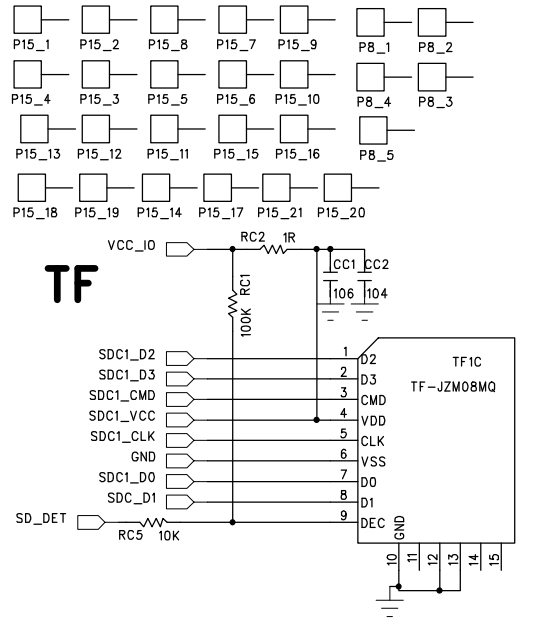 P15_1 P15_2 P15_8 P15_7 P15_9 P8_1 P8_2
P15_4 P15_3 P15_5 P15_6 P15_10 P8_4 P8_3
P15_13 P15_12 P15_11 P15_15 P15_16 P8_5
P15_18 P15_19 P15_14 P15_17 P15_21 P15_20
VCC_IO RC2 1R
TF
RC1
100K
CC1 CC2
106 104
SDC1_D2 1 D2 TF1C
SDC1_D3 2 D3 TF-JZM08MQ
SDC1_CMD 3 CMD
SDC1_VCC 4 VDD
SDC1_CLK 5 CLK
GND 6 VSS
SDC1_D0 7 D0
SDC_D1 8 D1
SD_DET RC5 10K 9 DEC
GND
10 11 12 13 14 15